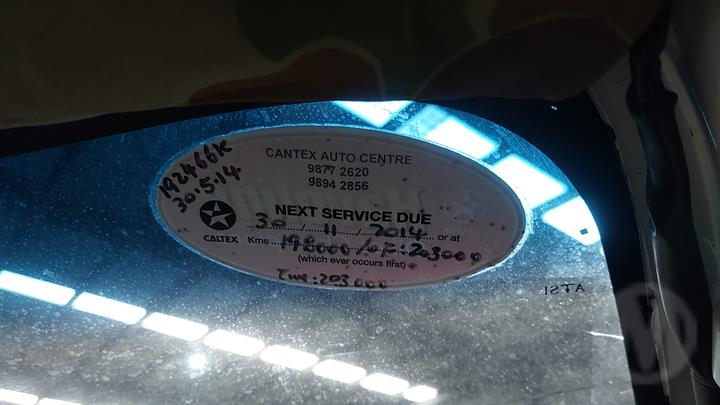 192466K
30.5.14
CANTEX AUTO CENTRE
9877 2620
9894 2856
CALTEX
NEXT SERVICE DUE
30 / 11 / 2014 or at
Kms 198000/OF:203000
(which ever occurs first)
:203000
ATSI